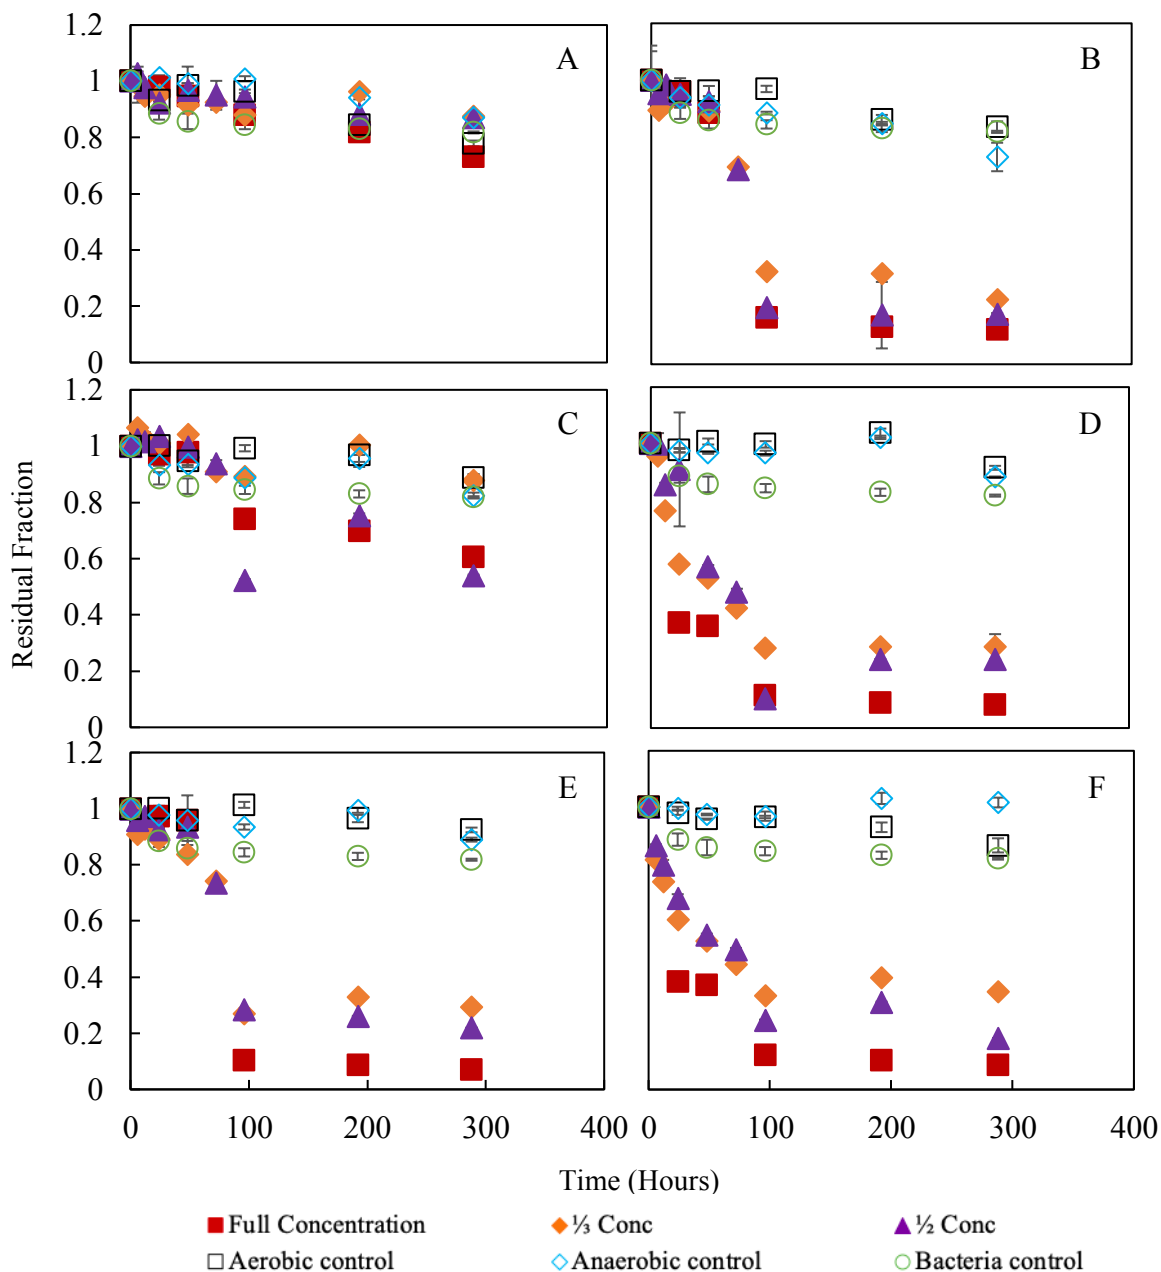 1.2
1
0.8
0.6
0.4
0.2
0
A
B
1.2
1
0.8
0.6
0.4
0.2
0
C
D
Residual Fraction
1.2
1
0.8
0.6
0.4
0.2
0
E
F
0 100 200 300 400 0 100 200 300 400
Time (Hours)
Full Concentration ⅓ Conc ½ Conc
Aerobic control Anaerobic control Bacteria control